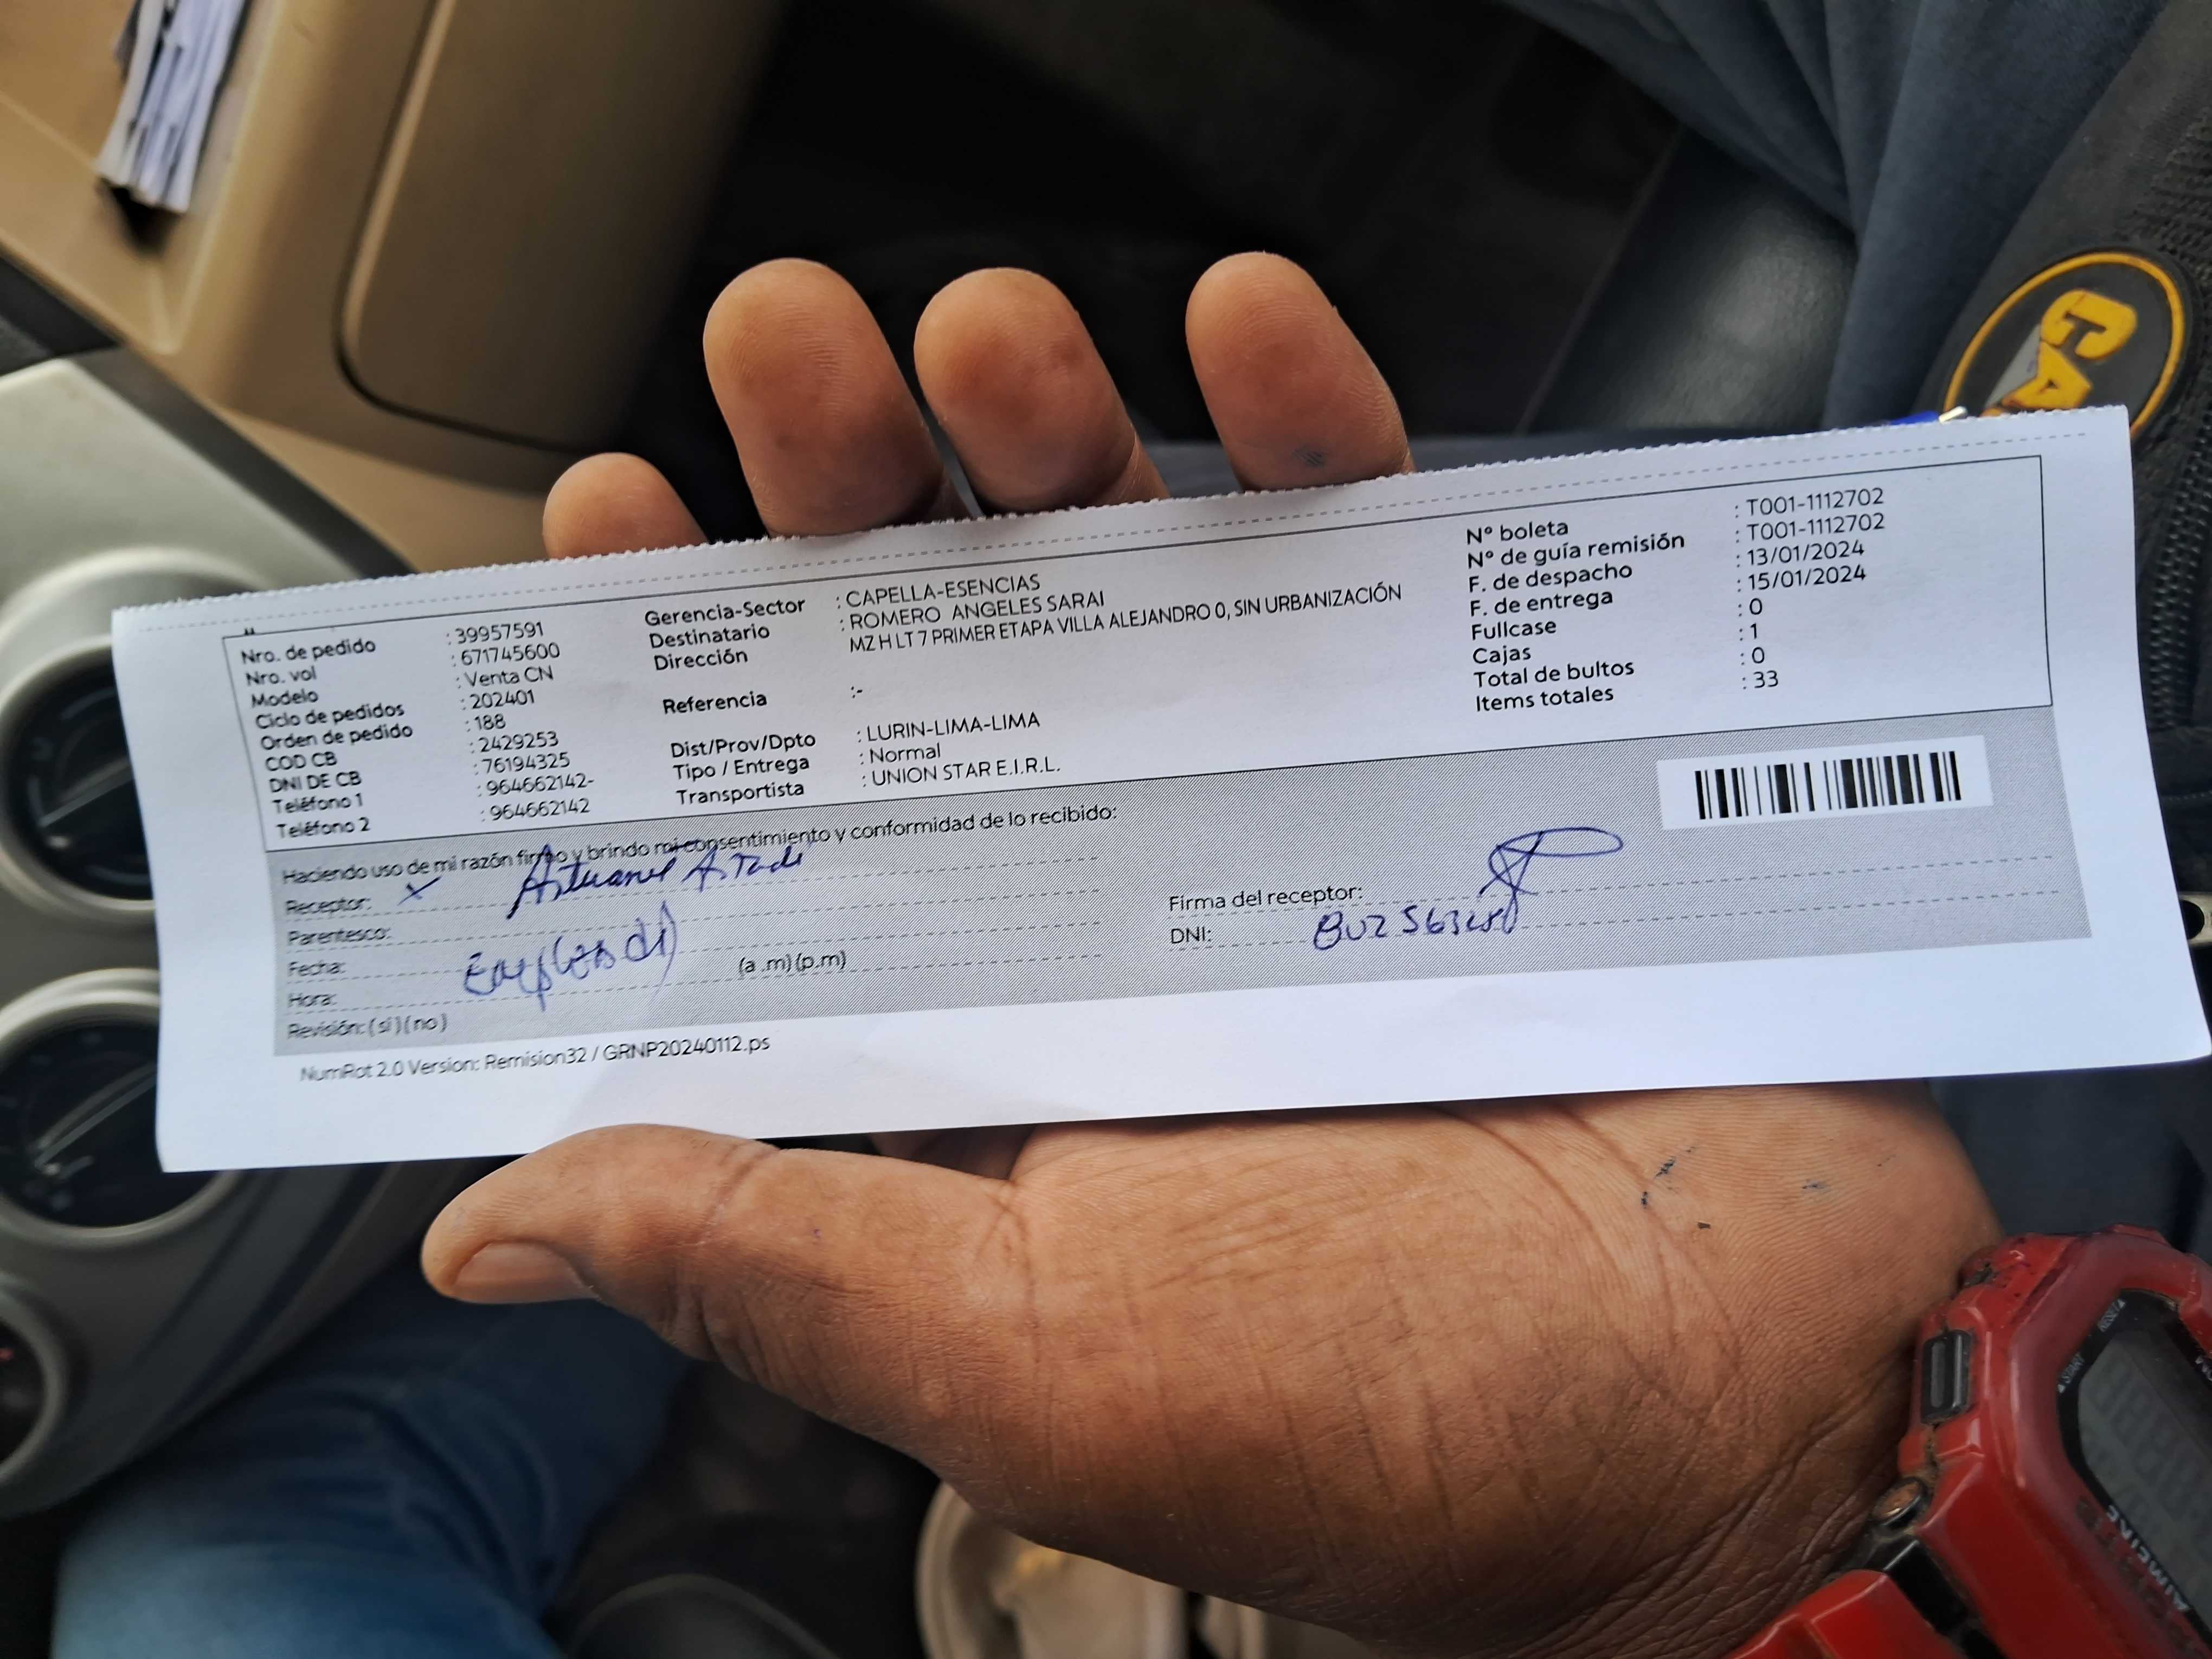 Nro. de pedido : 39957591
Nro. vol : 671745600
Modelo : Venta CN
Ciclo de pedidos : 202401
Orden de pedido : 188
COD CB : 2429253
DNI DE CB : 76194325
Teléfono 1 : 964662142-
Teléfono 2 : 964662142
Gerencia-Sector : CAPELLA-ESENCIAS
Destinatario : ROMERO ANGELES SARAI
Dirección MZ H LT 7 PRIMER ETAPA VILLA ALEJANDRO 0, SIN URBANIZACIÓN
Referencia :-
Dist/Prov/Dpto : LURIN-LIMA-LIMA
Tipo / Entrega : Normal
Transportista : UNION STAR E.I.R.L.
Nº boleta : T001-1112702
Nº de guía remisión : T001-1112702
F. de despacho : 13/01/2024
F. de entrega : 15/01/2024
Fullcase : 0
Cajas : 1
Total de bultos : 0
Items totales : 33
Haciendo uso de mi razón firmo y brindo mi consentimiento y conformidad de lo recibido:
Receptor: x
Parentesco:
Fecha:
Hora: (a .m) (p.m)
Revisión: ( sí ) ( no )
Firma del receptor:
DNI:
NumRot 2.0 Version: Remision32 / GRNP20240112.ps
CA
START
RESET